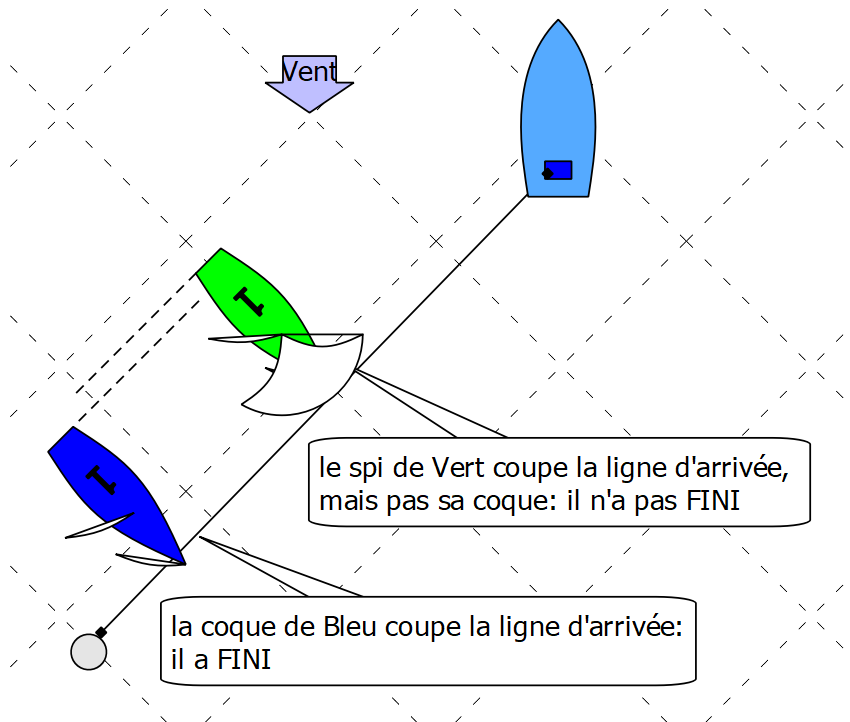 Vent
le spi de Vert coupe la ligne d'arrivée,
mais pas sa coque: il n'a pas FINI
la coque de Bleu coupe la ligne d'arrivée:
il a FINI